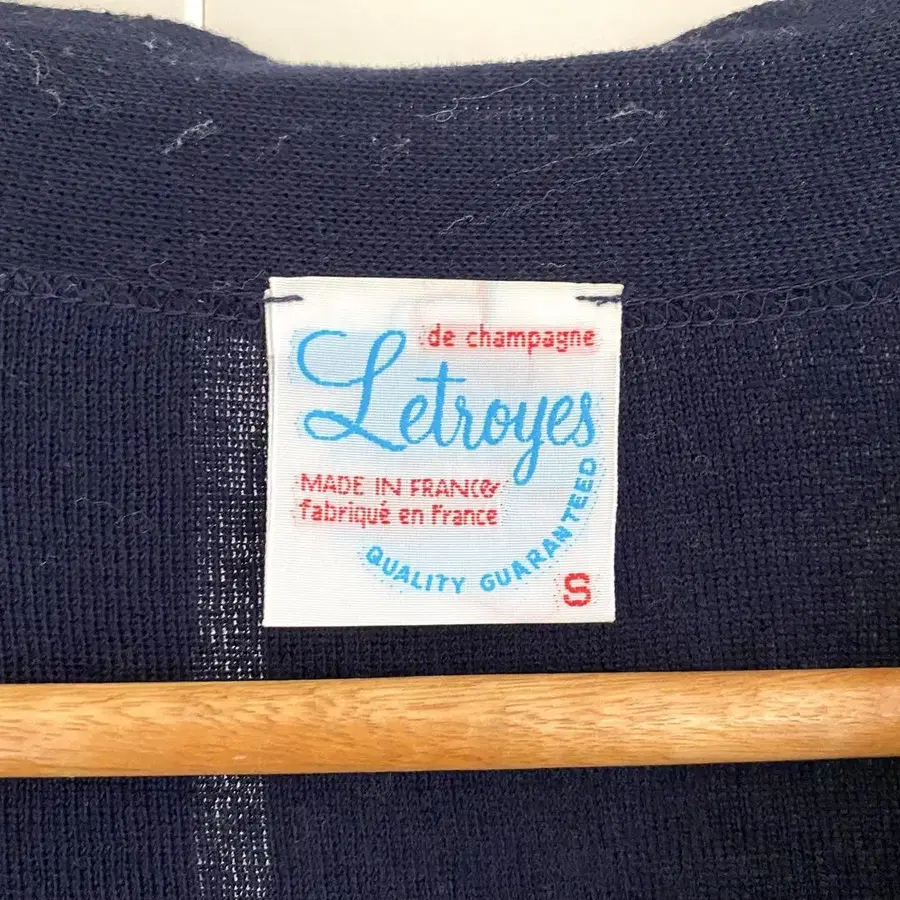 de champagne
Letroyes
MADE IN FRANCE
fabriqué en France
QUALITY GUARANTEED
S